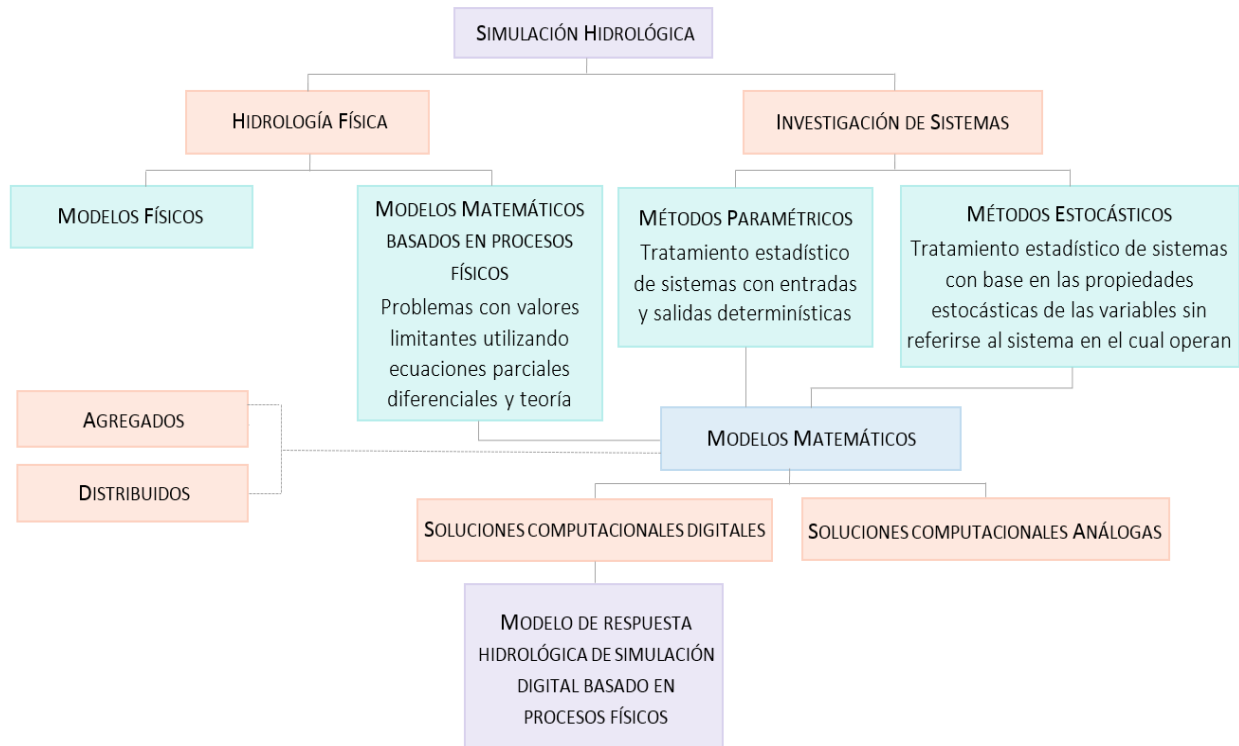 SIMULACIÓN HIDROLÓGICA
HIDROLOGÍA FÍSICA
INVESTIGACIÓN DE SISTEMAS
MODELOS FÍSICOS
MODELOS MATEMÁTICOS
BASADOS EN PROCESOS
FÍSICOS
Problemas con valores
limitantes utilizando
ecuaciones parciales
diferenciales y teoría
MÉTODOS PARAMÉTRICOS
Tratamiento estadístico
de sistemas con entradas
y salidas determinísticas
MÉTODOS ESTOCÁSTICOS
Tratamiento estadístico de sistemas
con base en las propiedades
estocásticas de las variables sin
referirse al sistema en el cual operan
AGREGADOS
DISTRIBUIDOS
MODELOS MATEMÁTICOS
SOLUCIONES COMPUTACIONALES DIGITALES
SOLUCIONES COMPUTACIONALES ANÁLOGAS
MODELO DE RESPUESTA
HIDROLÓGICA DE SIMULACIÓN
DIGITAL BASADO EN
PROCESOS FÍSICOS